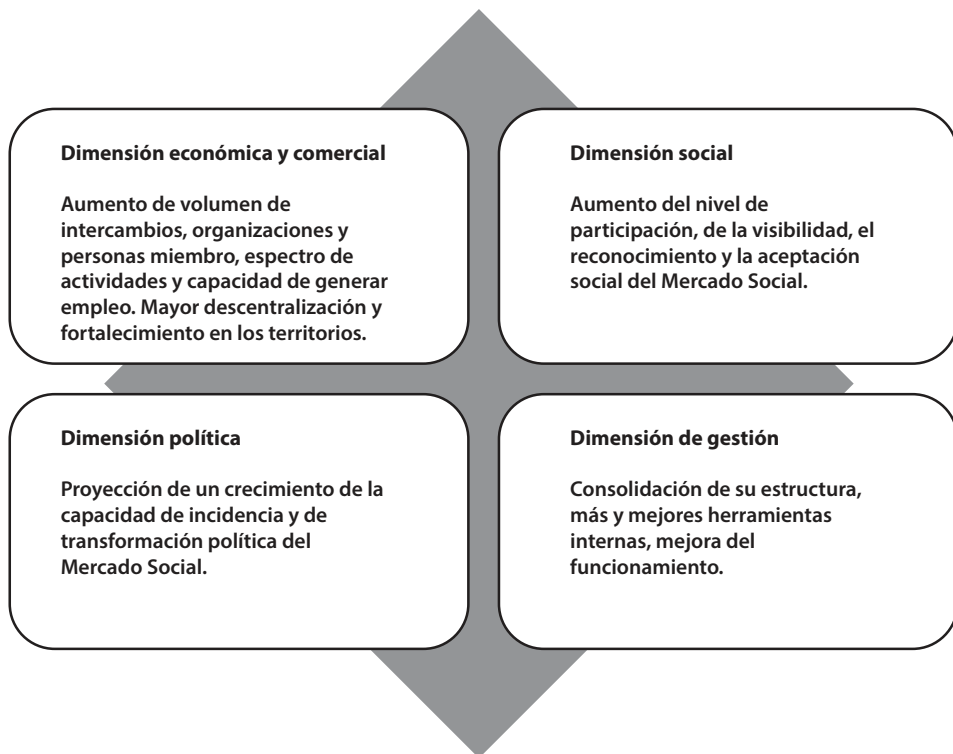 Dimensión económica y comercial
Aumento de volumen de
intercambios, organizaciones y
personas miembro, espectro de
actividades y capacidad de generar
empleo. Mayor descentralización y
fortalecimiento en los territorios.
Dimensión social
Aumento del nivel de
participación, de la visibilidad, el
reconocimiento y la aceptación
social del Mercado Social.
Dimensión política
Proyección de un crecimiento de la
capacidad de incidencia y de
transformación política del
Mercado Social.
Dimensión de gestión
Consolidación de su estructura,
más y mejores herramientas
internas, mejora del
funcionamiento.